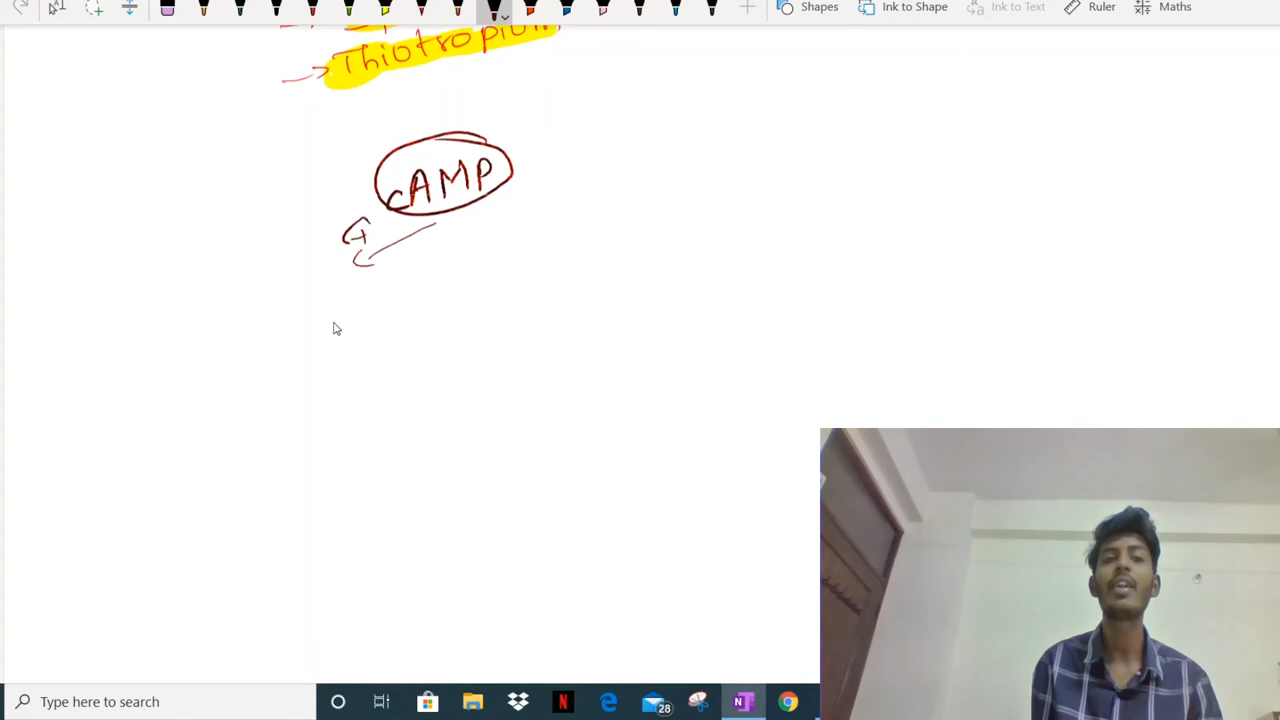 Shapes
Ink to Shape
Ink to Text
Ruler
Maths
Thiotropium
cAMP
+
Type here to search
28